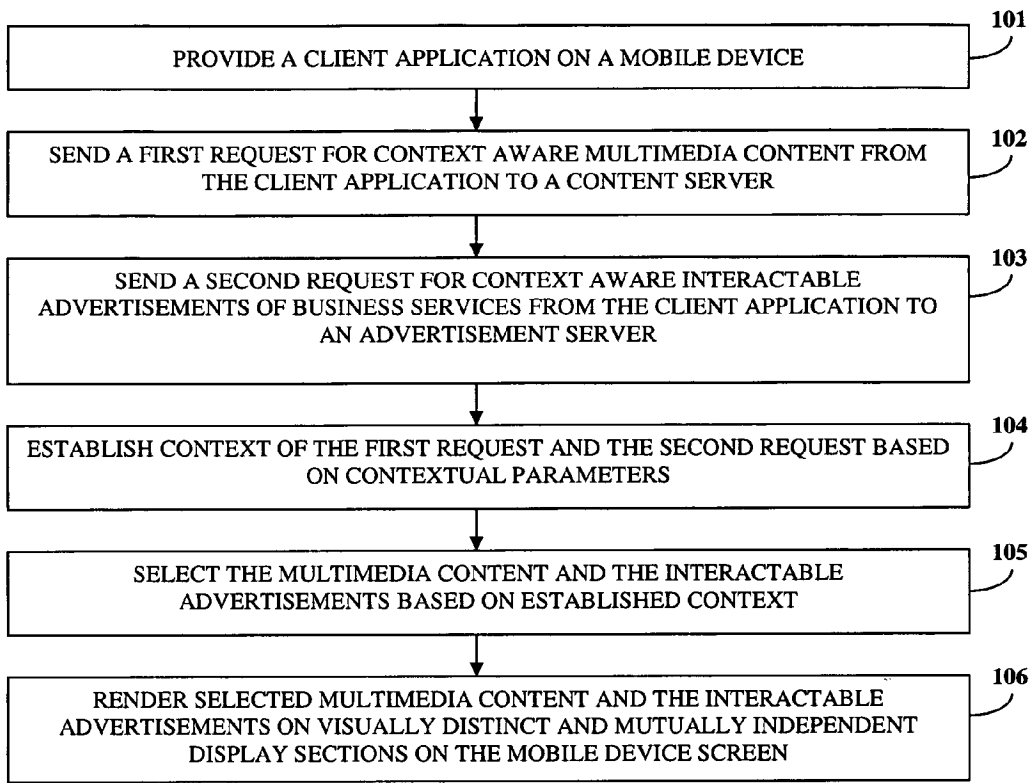 101
PROVIDE A CLIENT APPLICATION ON A MOBILE DEVICE
102
SEND A FIRST REQUEST FOR CONTEXT AWARE MULTIMEDIA CONTENT FROM
THE CLIENT APPLICATION TO A CONTENT SERVER
103
SEND A SECOND REQUEST FOR CONTEXT AWARE INTERACTABLE
ADVERTISEMENTS OF BUSINESS SERVICES FROM THE CLIENT APPLICATION TO
AN ADVERTISEMENT SERVER
104
ESTABLISH CONTEXT OF THE FIRST REQUEST AND THE SECOND REQUEST BASED
ON CONTEXTUAL PARAMETERS
105
SELECT THE MULTIMEDIA CONTENT AND THE INTERACTABLE
ADVERTISEMENTS BASED ON ESTABLISHED CONTEXT
106
RENDER SELECTED MULTIMEDIA CONTENT AND THE INTERACTABLE
ADVERTISEMENTS ON VISUALLY DISTINCT AND MUTUALLY INDEPENDENT
DISPLAY SECTIONS ON THE MOBILE DEVICE SCREEN